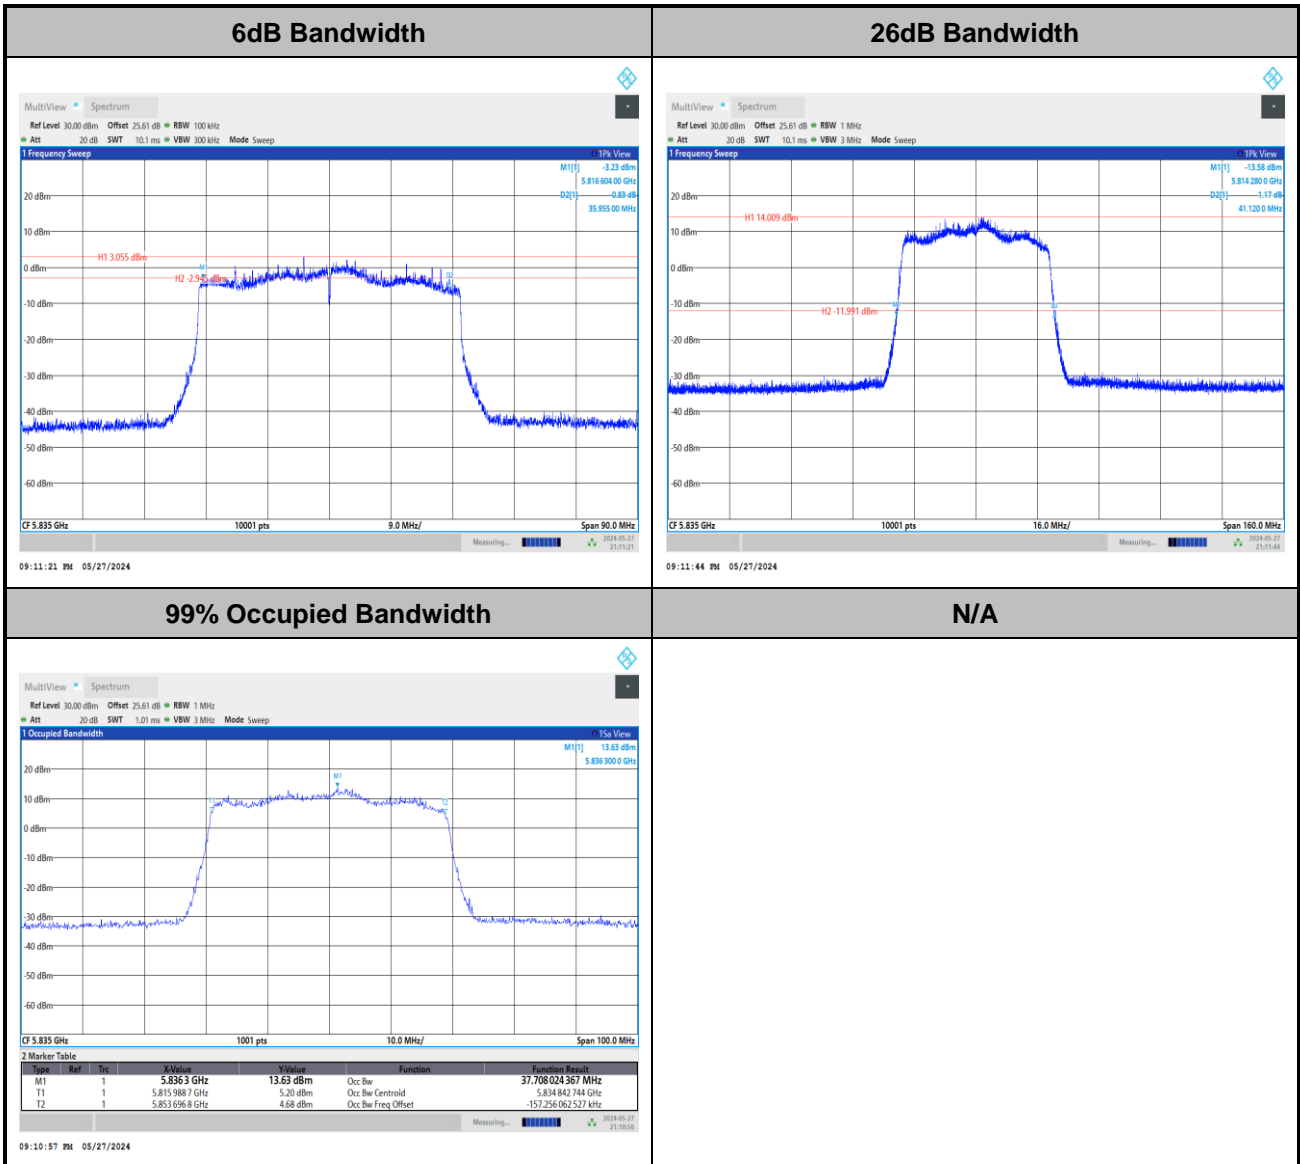 6dB Bandwidth
26dB Bandwidth
MultiView Spectrum
Ref Level 30.00 dBm Offset 25.61 dB RBW 100 kHz
Att 20 dB SWT 10.1 ms VBW 300 kHz Mode Sweep
1 Frequency Sweep 1Pk View
M1[1] -3.23 dBm
5.816 604 00 GHz
D2[1] -0.83 dB
35.955 00 MHz
20 dBm
10 dBm
H1 3.055 dBm
0 dBm
M1
D2
H2 -2.945 dBm
-10 dBm
-20 dBm
-30 dBm
-40 dBm
-50 dBm
-60 dBm
CF 5.835 GHz 10001 pts 9.0 MHz/ Span 90.0 MHz
Measuring... 2024-05-27
21:11:21
09:11:21 PM 05/27/2024
MultiView Spectrum
Ref Level 30.00 dBm Offset 25.61 dB RBW 1 MHz
Att 20 dB SWT 10.1 ms VBW 3 MHz Mode Sweep
1 Frequency Sweep 1Pk View
M1[1] -13.58 dBm
5.814 280 0 GHz
D2[1] -1.17 dB
41.120 0 MHz
20 dBm
H1 14.009 dBm
10 dBm
0 dBm
-10 dBm
H2 -11.991 dBm
-20 dBm
-30 dBm
-40 dBm
-50 dBm
-60 dBm
CF 5.835 GHz 10001 pts 16.0 MHz/ Span 160.0 MHz
Measuring... 2024-05-27
21:11:44
09:11:44 PM 05/27/2024
99% Occupied Bandwidth
N/A
MultiView Spectrum
Ref Level 30.00 dBm Offset 25.61 dB RBW 1 MHz
Att 20 dB SWT 1.01 ms VBW 3 MHz Mode Sweep
1 Occupied Bandwidth 1Sa View
M1[1] 13.63 dBm
5.836 300 0 GHz
20 dBm
M1
10 dBm
T1
T2
0 dBm
-10 dBm
-20 dBm
-30 dBm
-40 dBm
-50 dBm
-60 dBm
CF 5.835 GHz 1001 pts 10.0 MHz/ Span 100.0 MHz
2 Marker Table
Type Ref Trc X-Value Y-Value Function Function Result
M1 1 5.8363 GHz 13.63 dBm Occ Bw 37.708 024 367 MHz
T1 1 5.815 988 7 GHz 5.20 dBm Occ Bw Centroid 5.834 842 744 GHz
T2 1 5.853 696 8 GHz 4.68 dBm Occ Bw Freq Offset -157.256 062 527 kHz
Measuring... 2024-05-27
21:10:56
09:10:57 PM 05/27/2024